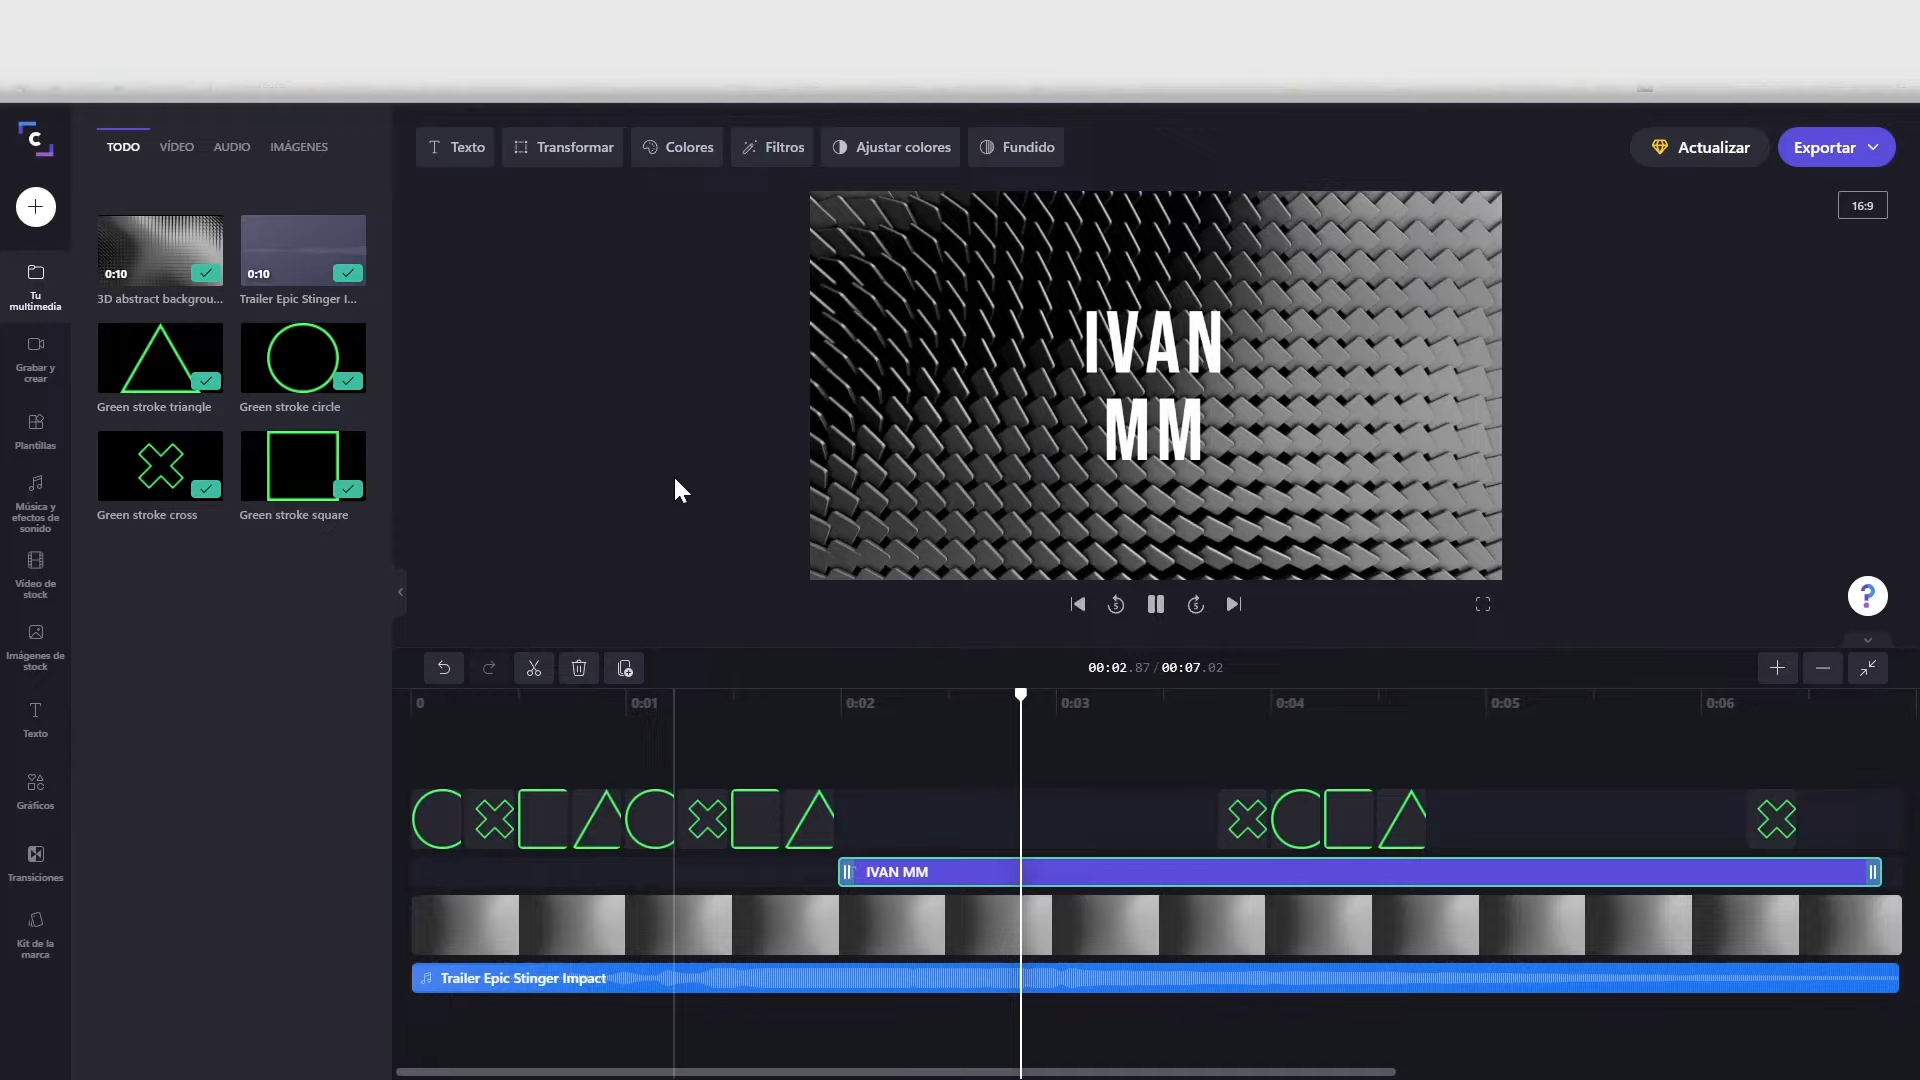 C
TODO
VÍDEO
AUDIO
IMÁGENES
Texto
Transformar
Colores
Filtros
Ajustar colores
Fundido
Actualizar
Exportar
16:9
Tu
multimedia
Grabar y
crear
Plantillas
Música y
efectos de
sonido
Vídeo de
stock
Imágenes de
stock
Texto
Gráficos
Transiciones
Kit de la
marca
0:10
3D abstract backgrou...
0:10
Trailer Epic Stinger I...
Green stroke triangle
Green stroke circle
Green stroke cross
Green stroke square
IVAN
MM
5
5
?
00:02.87/00:07.02
0
0:01
0:02
0:03
0:04
0:05
0:06
IVAN MM
Trailer Epic Stinger Impact